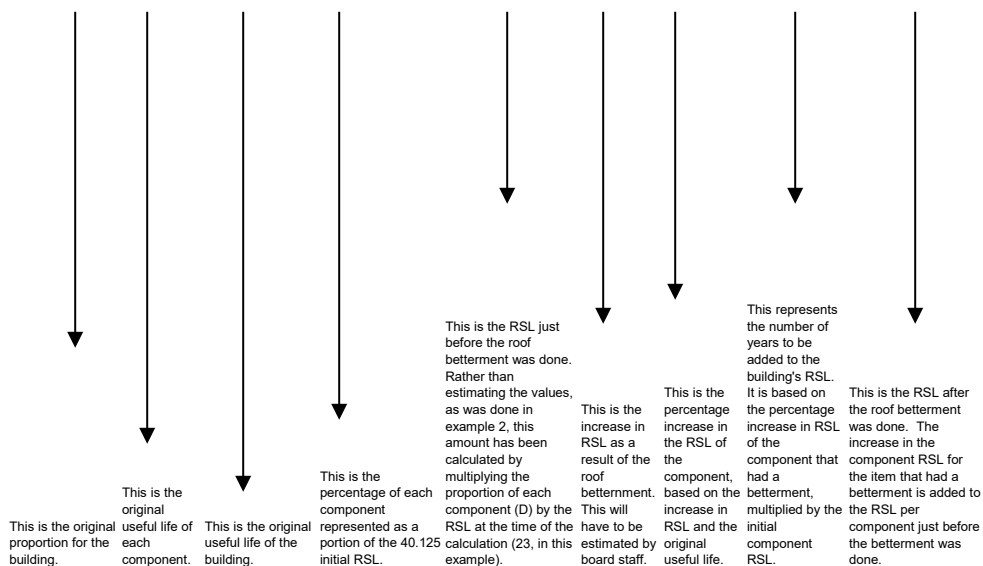 This is the original
proportion for the
building.
This is the
original
useful life of
each
component.
This is the original
useful life of the
building.
This is the
percentage of each
component
represented as a
portion of the 40.125
initial RSL.
This is the RSL just
before the roof
betterment was done.
Rather than
estimating the values,
as was done in
example 2, this
amount has been
calculated by
multiplying the
proportion of each
component (D) by the
RSL at the time of the
calculation (23, in this
example).
This is the
increase in
RSL as a
result of the
roof
betternment.
This will
have to be
estimated by
board staff.
This is the
percentage
increase in
the RSL of
the
component,
based on the
increase in
RSL and the
original
useful life.
This represents
the number of
years to be
added to the
building's RSL.
It is based on
the percentage
increase in RSL
of the
component that
had a
betterment,
multiplied by the
initial
component
RSL.
This is the RSL after
the roof betterment
was done.  The
increase in the
component RSL for
the item that had a
betterment is added to
the RSL per
component just before
the betterment was
done.